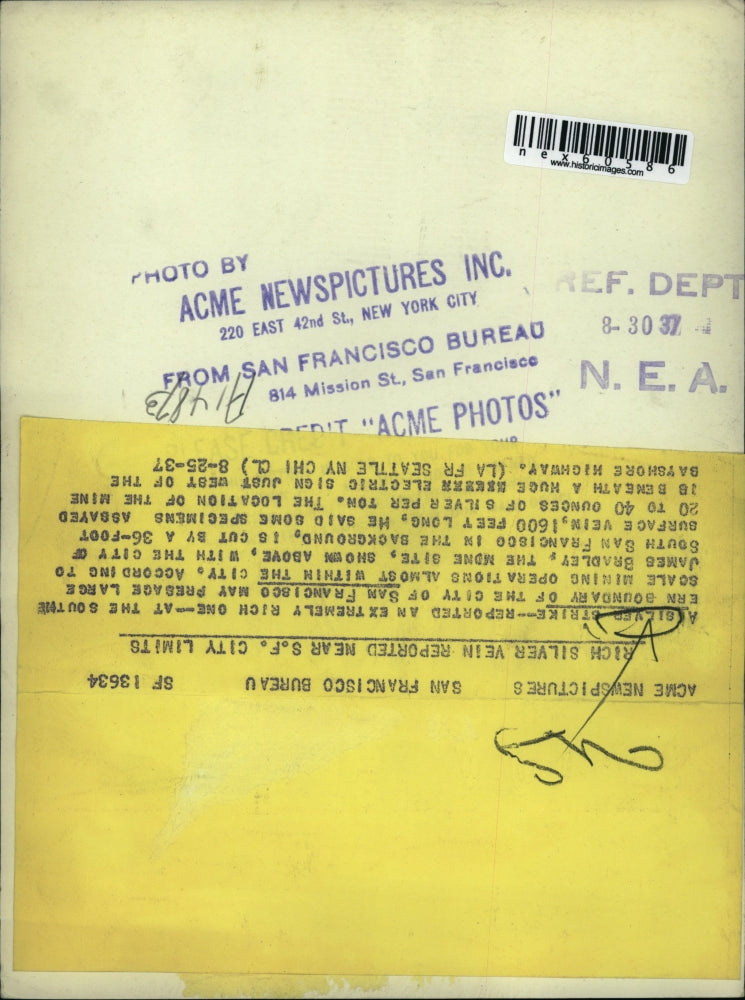 nex60586
www.historicimages.com
PHOTO BY
ACME NEWSPICTURES INC.
220 EAST 42nd St., NEW YORK CITY
FROM SAN FRANCISCO BUREAU
814 Mission St., San Francisco
CREDIT "ACME PHOTOS"
REF. DEPT
8-30 37
N. E. A.
ACME NEWSPICTURES SAN FRANCISCO BUREAU SF 13634
RICH SILVER VEIN REPORTED NEAR S.F. CITY LIMITS
A SILVER STRIKE--REPORTED AN EXTREMELY RICH ONE--AT THE SOUTHE
ERN BOUNDARY OF THE CITY OF SAN FRANCISCO MAY PRESAGE LARGE
SCALE MINING OPERATIONS ALMOST WITHIN THE CITY. ACCORDING TO
JAMES BRADLEY, THE MINE SITE, SHOWN ABOVE, WITH THE CITY OF
SOUTH SAN FRANCISCO IN THE BACKGROUND, IS CUT BY A 36-FOOT
SURFACE VEIN, 1600 FEET LONG. HE SAID SOME SPECIMENS ASSAYED
20 TO 40 OUNCES OF SILVER PER TON. THE LOCATION OF THE MINE
IS BENEATH A HUGE ELECTRIC SIGN JUST WEST OF THE
BAYSHORE HIGHWAY. (LA FR SEATTLE NY CHI CL) 8-25-37